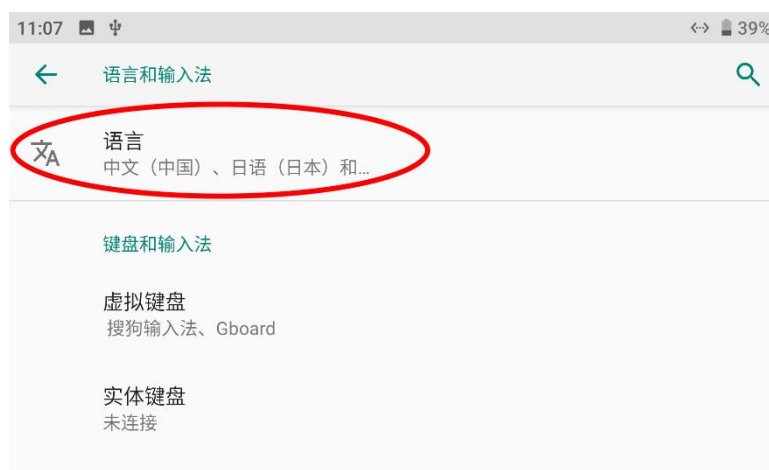 11:07 39%
语言和输入法
语言
中文（中国）、日语（日本）和...
键盘和输入法
虚拟键盘
搜狗输入法、Gboard
实体键盘
未连接